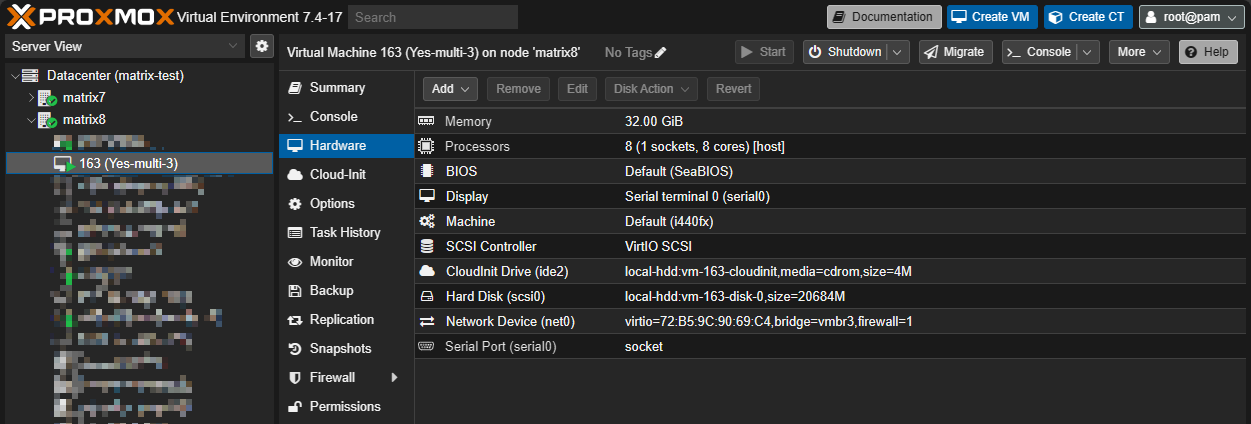 PROXMOX Virtual Environment 7.4-17 Search Documentation Create VM Create CT root@pam
Server View
Virtual Machine 163 (Yes-multi-3) on node 'matrix8' No Tags Start Shutdown Migrate >_ Console More Help
Datacenter (matrix-test)
matrix7
matrix8
163 (Yes-multi-3)
Summary
>_ Console
Hardware
Cloud-Init
Options
Task History
Monitor
Backup
Replication
Snapshots
Firewall
Permissions
Add Remove Edit Disk Action Revert
Memory 32.00 GiB
Processors 8 (1 sockets, 8 cores) [host]
BIOS Default (SeaBIOS)
Display Serial terminal 0 (serial0)
Machine Default (i440fx)
SCSI Controller VirtIO SCSI
CloudInit Drive (ide2) local-hdd:vm-163-cloudinit,media=cdrom,size=4M
Hard Disk (scsi0) local-hdd:vm-163-disk-0,size=20684M
Network Device (net0) virtio=72:B5:9C:90:69:C4,bridge=vmbr3,firewall=1
Serial Port (serial0) socket